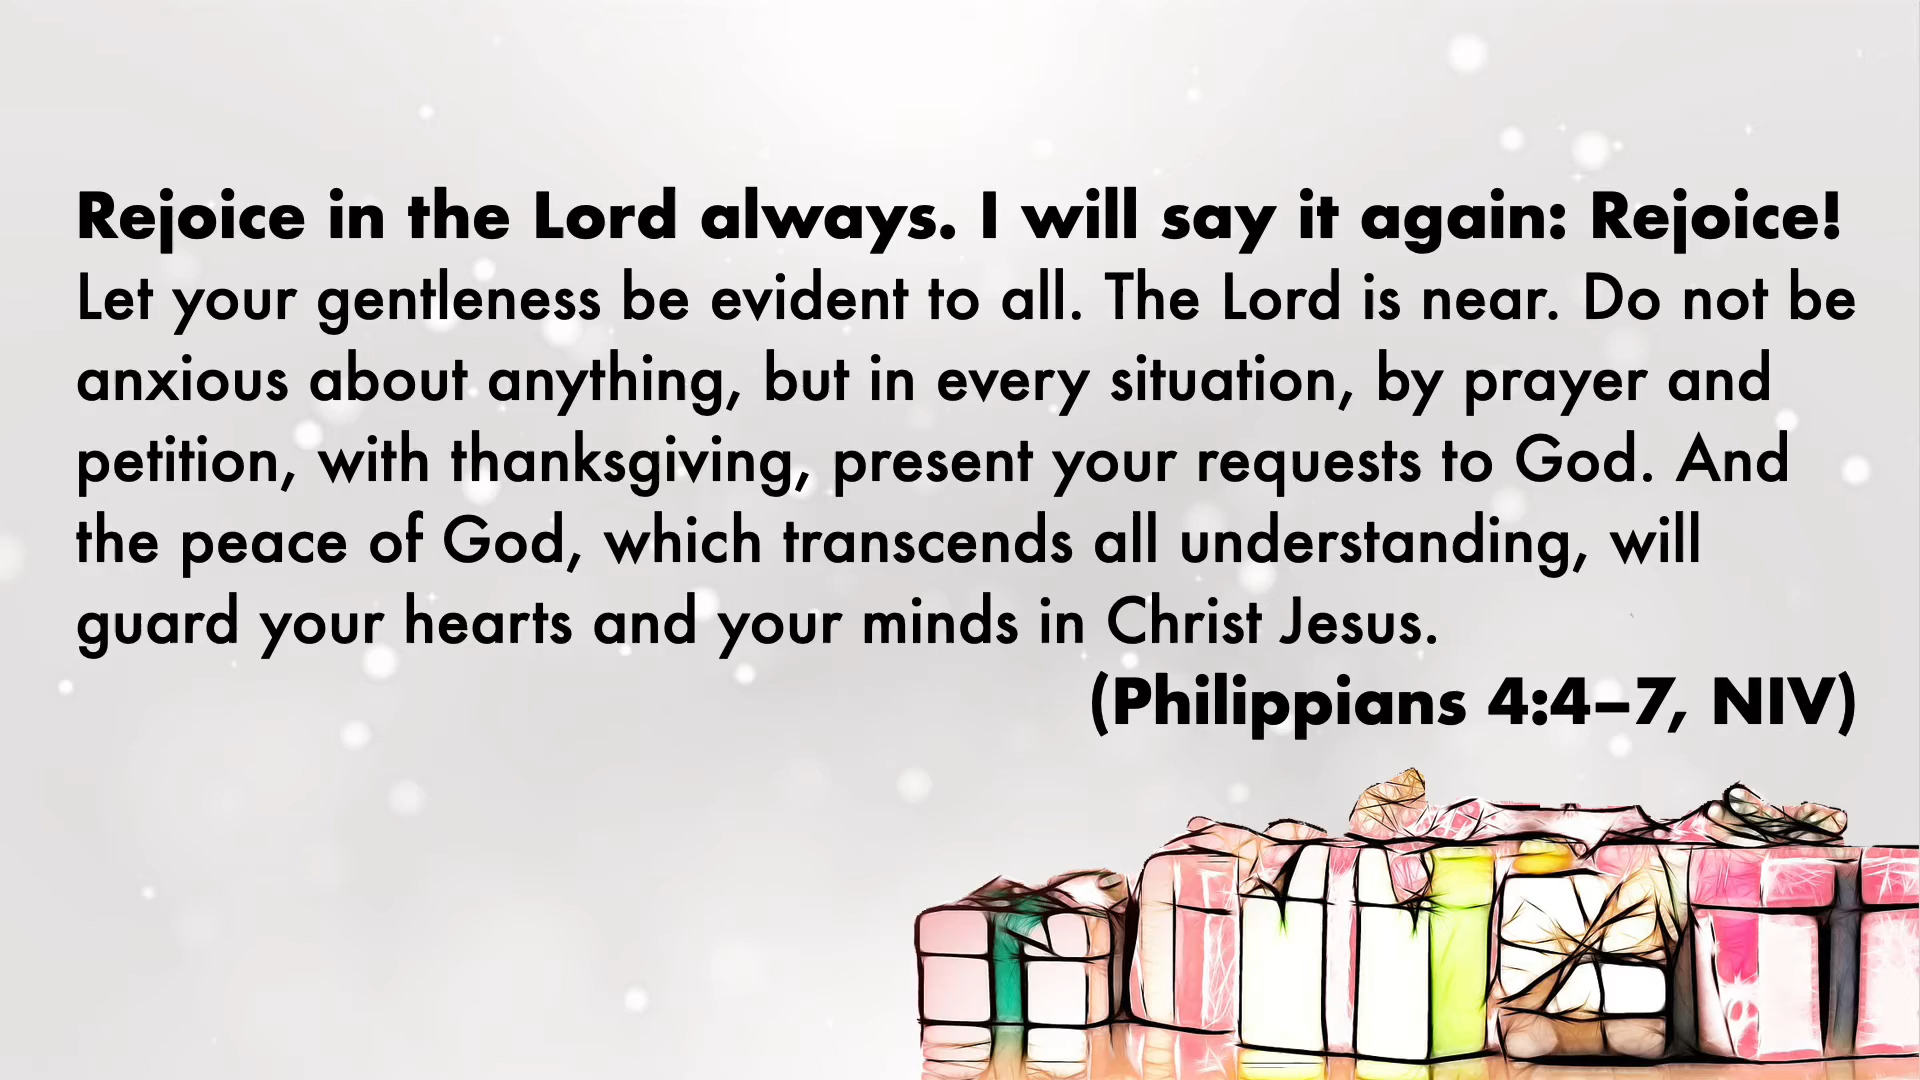 Rejoice in the Lord always. I will say it again: Rejoice!
Let your gentleness be evident to all. The Lord is near. Do not be
anxious about anything, but in every situation, by prayer and
petition, with thanksgiving, present your requests to God. And
the peace of God, which transcends all understanding, will
guard your hearts and your minds in Christ Jesus.
(Philippians 4:4–7, NIV)